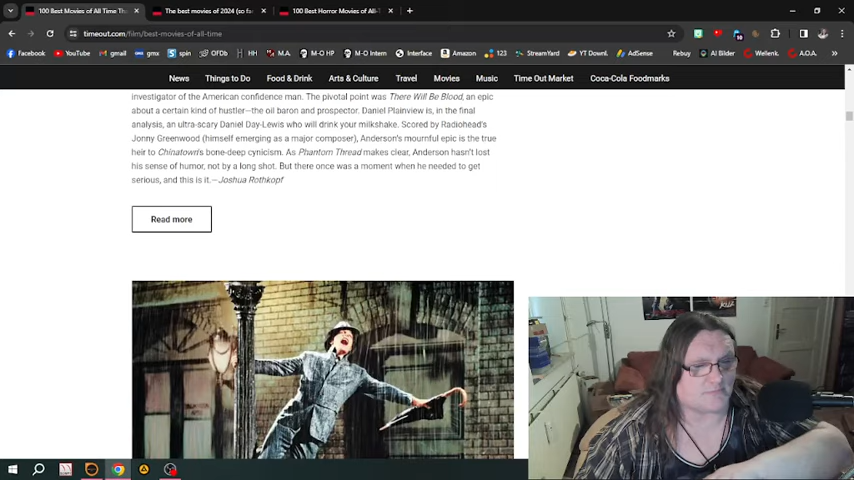 100 Best Movies of All Time Th
The best movies of 2024 (so fa
100 Best Horror Movies of All-T
timeout.com/film/best-movies-of-all-time
Facebook YouTube gmail gmx spin OFDb HH M-O HP M-O Intern Interface Amazon 123 StreamYard YT Downl. AdSense Rebuy AI Bilder Wellenk. A.O.A.
News Things to Do Food & Drink Arts & Culture Travel Movies Music Time Out Market Coca-Cola Foodmarks
investigator of the American confidence man. The pivotal point was There Will Be Blood, an epic
about a certain kind of hustler—the oil baron and prospector. Daniel Plainview is, in the final
analysis, an ultra-scary Daniel Day-Lewis who will drink your milkshake. Scored by Radiohead's
Jonny Greenwood (himself emerging as a major composer), Anderson's mournful epic is the true
heir to Chinatown's bone-deep cynicism. As Phantom Thread makes clear, Anderson hasn't lost
his sense of humor, not by a long shot. But there once was a moment when he needed to get
serious, and this is it.—Joshua Rothkopf
Read more